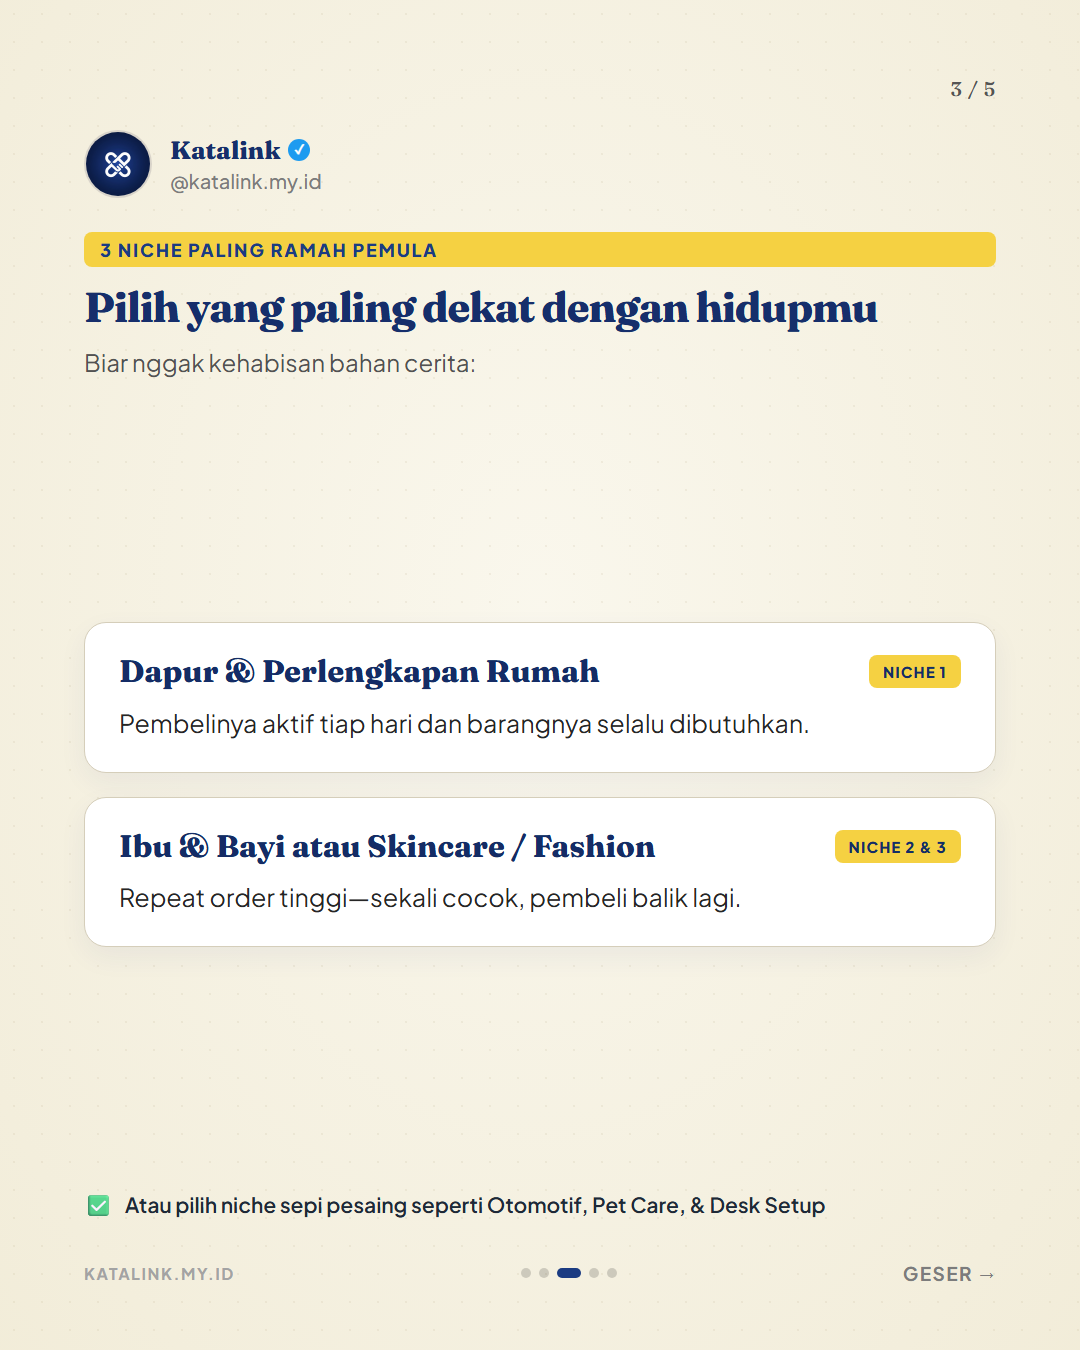 3 / 5
Katalink
@katalink.my.id
3 NICHE PALING RAMAH PEMULA
Pilih yang paling dekat dengan hidupmu
Biar nggak kehabisan bahan cerita:
Dapur & Perlengkapan Rumah
NICHE 1
Pembelinya aktif tiap hari dan barangnya selalu dibutuhkan.
Ibu & Bayi atau Skincare / Fashion
NICHE 2 & 3
Repeat order tinggi—sekali cocok, pembeli balik lagi.
✅ Atau pilih niche sepi pesaing seperti Otomotif, Pet Care, & Desk Setup
KATALINK.MY.ID
GESER →